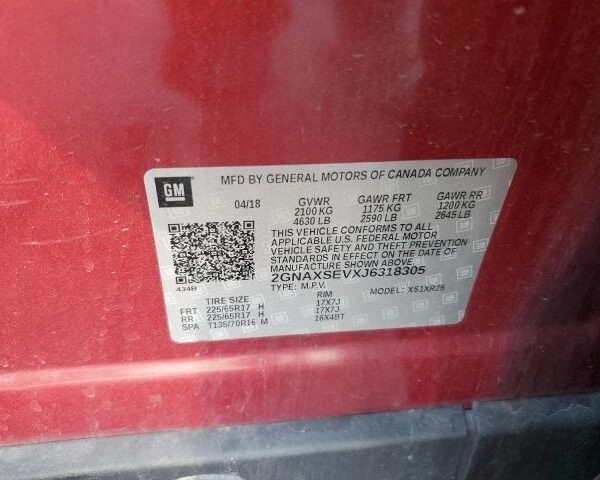 GM
MFD BY GENERAL MOTORS OF CANADA COMPANY
04/18 GVWR GAWR FRT GAWR RR
2100 KG 1175 KG 1200 KG
4630 LB 2590 LB 2645 LB
THIS VEHICLE CONFORMS TO ALL
APPLICABLE U.S. FEDERAL MOTOR
VEHICLE SAFETY AND THEFT PREVENTION
STANDARDS IN EFFECT ON THE DATE OF
MANUFACTURE SHOWN ABOVE.
2GNAXSEVXJ6318305
434B TYPE: M.P.V. MODEL: XS1XR26
TIRE SIZE RIM
FRT 225/65R17 H 17X7J
RR 225/65R17 H 17X7J
SPA T135/70R16 M 16X4BT